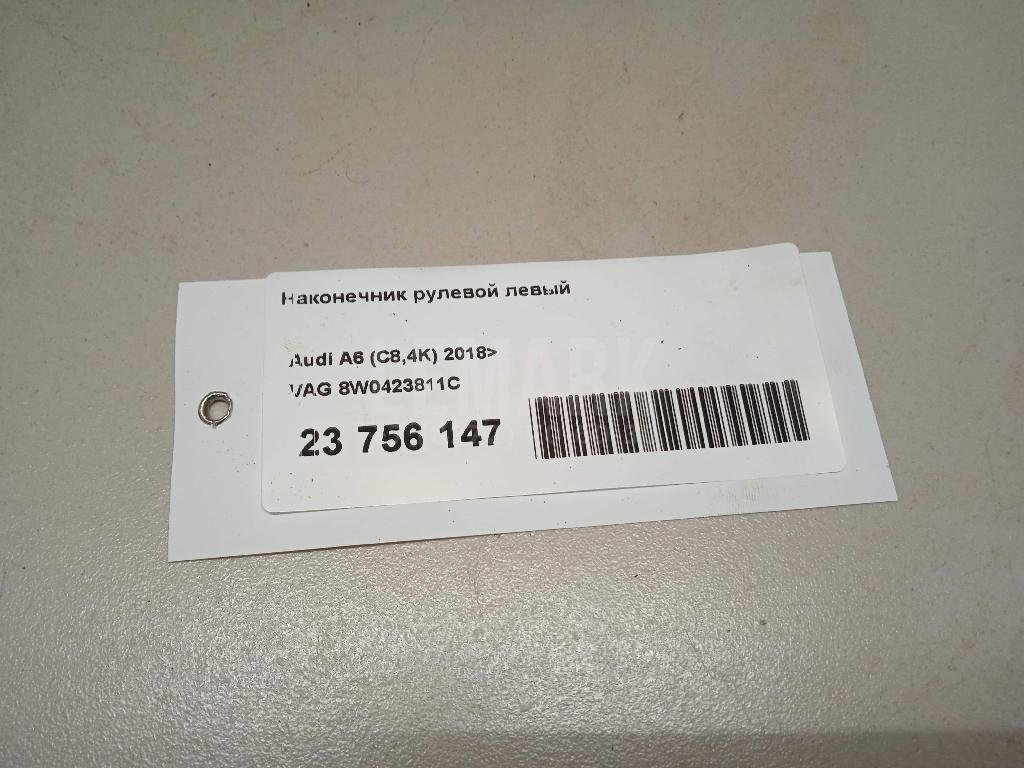 Наконечник рулевой левый
Audi A6 (C8,4K) 2018>
VAG 8W0423811C
23 756 147